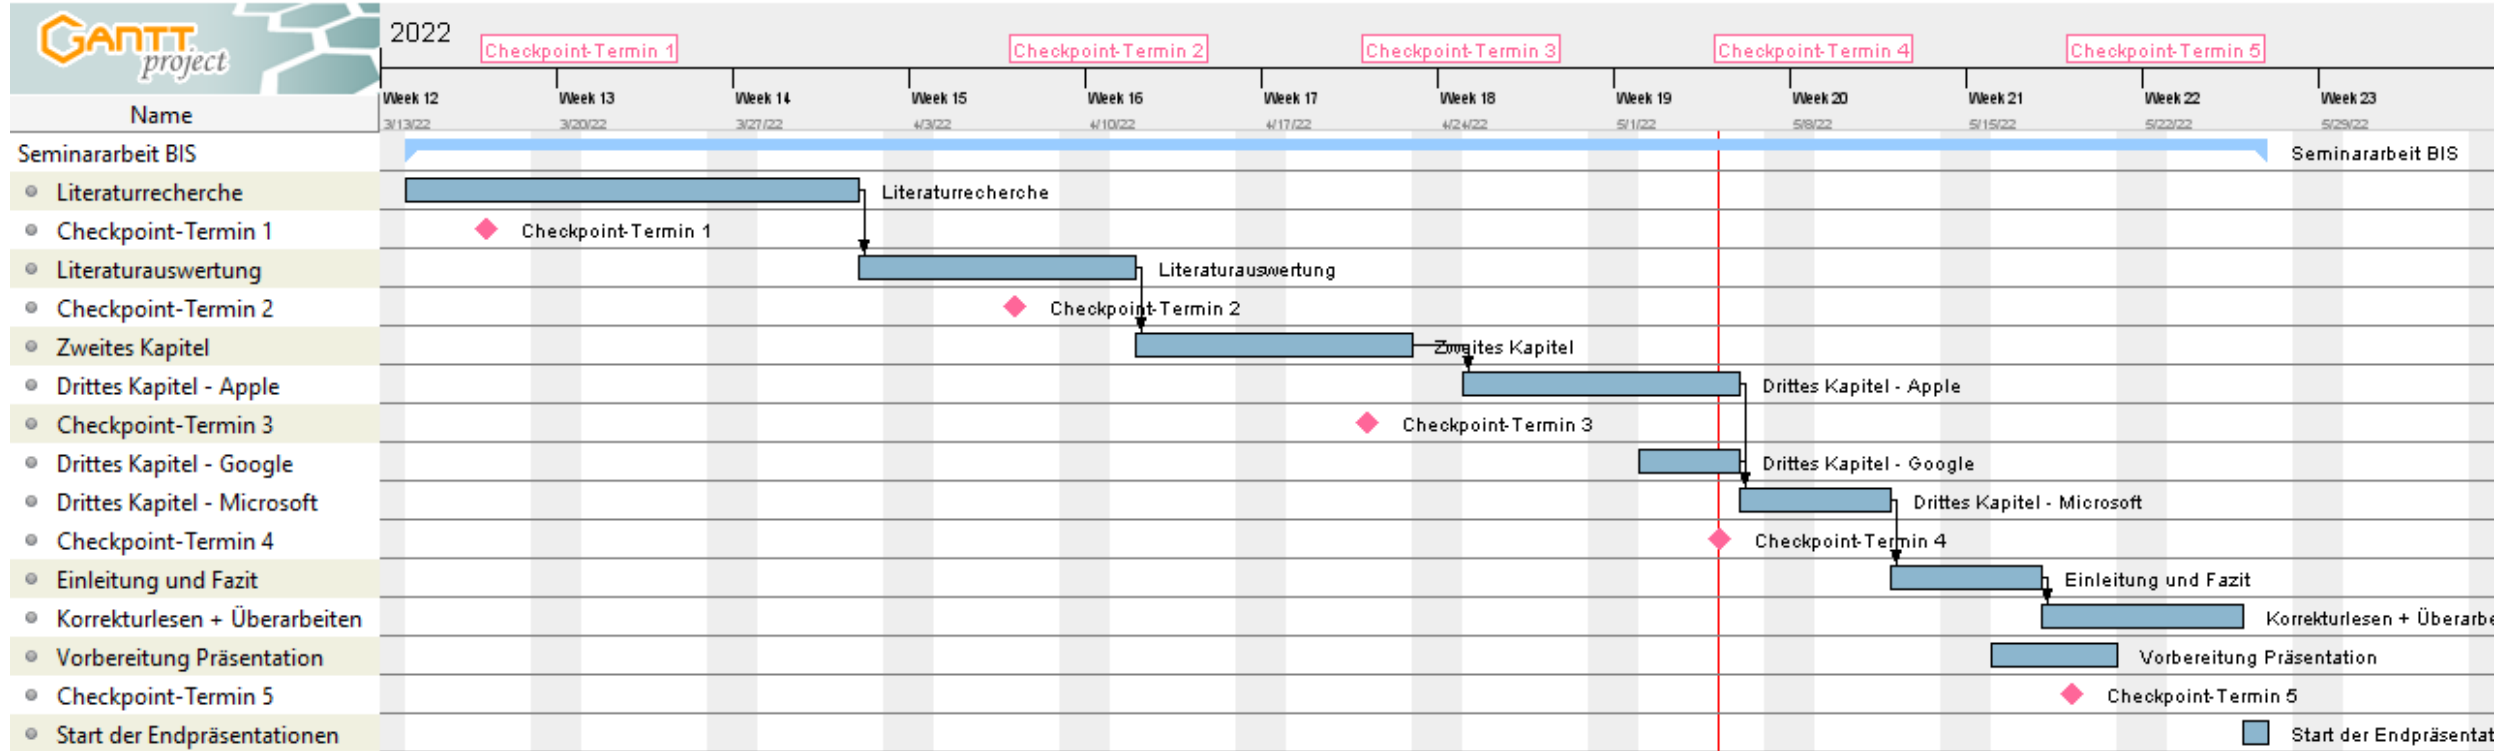 GANTT
project
2022
Checkpoint-Termin 1 Checkpoint-Termin 2 Checkpoint-Termin 3 Checkpoint-Termin 4 Checkpoint-Termin 5
Week 12 Week 13 Week 14 Week 15 Week 16 Week 17 Week 18 Week 19 Week 20 Week 21 Week 22 Week 23
Name
3/13/22 3/20/22 3/27/22 4/3/22 4/10/22 4/17/22 4/24/22 5/1/22 5/8/22 5/15/22 5/22/22 5/29/22
Seminararbeit BIS Seminararbeit BIS
Literaturrecherche Literaturrecherche
Checkpoint-Termin 1 Checkpoint-Termin 1
Literaturauswertung Literaturauswertung
Checkpoint-Termin 2 Checkpoint-Termin 2
Zweites Kapitel Zweites Kapitel
Drittes Kapitel - Apple Drittes Kapitel - Apple
Checkpoint-Termin 3 Checkpoint-Termin 3
Drittes Kapitel - Google Drittes Kapitel - Google
Drittes Kapitel - Microsoft Drittes Kapitel - Microsoft
Checkpoint-Termin 4 Checkpoint-Termin 4
Einleitung und Fazit Einleitung und Fazit
Korrekturlesen + Überarbeiten Korrekturlesen + Überarbe
Vorbereitung Präsentation Vorbereitung Präsentation
Checkpoint-Termin 5 Checkpoint-Termin 5
Start der Endpräsentationen Start der Endpräsentat